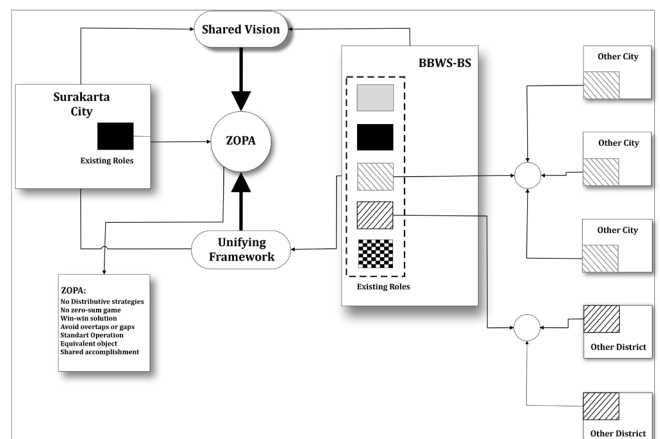 Shared Vision
BBWS-BS
Other City
Surakarta
City
ZOPA
Existing Roles
Other City
Other City
Unifying
Framework
Existing Roles
ZOPA:
No Distributive strategies
No zero-sum game
Win-win solution
Avoid overtaps or gaps
Standart Operation
Equivalent object
Shared accomplishment
Other District
Other District